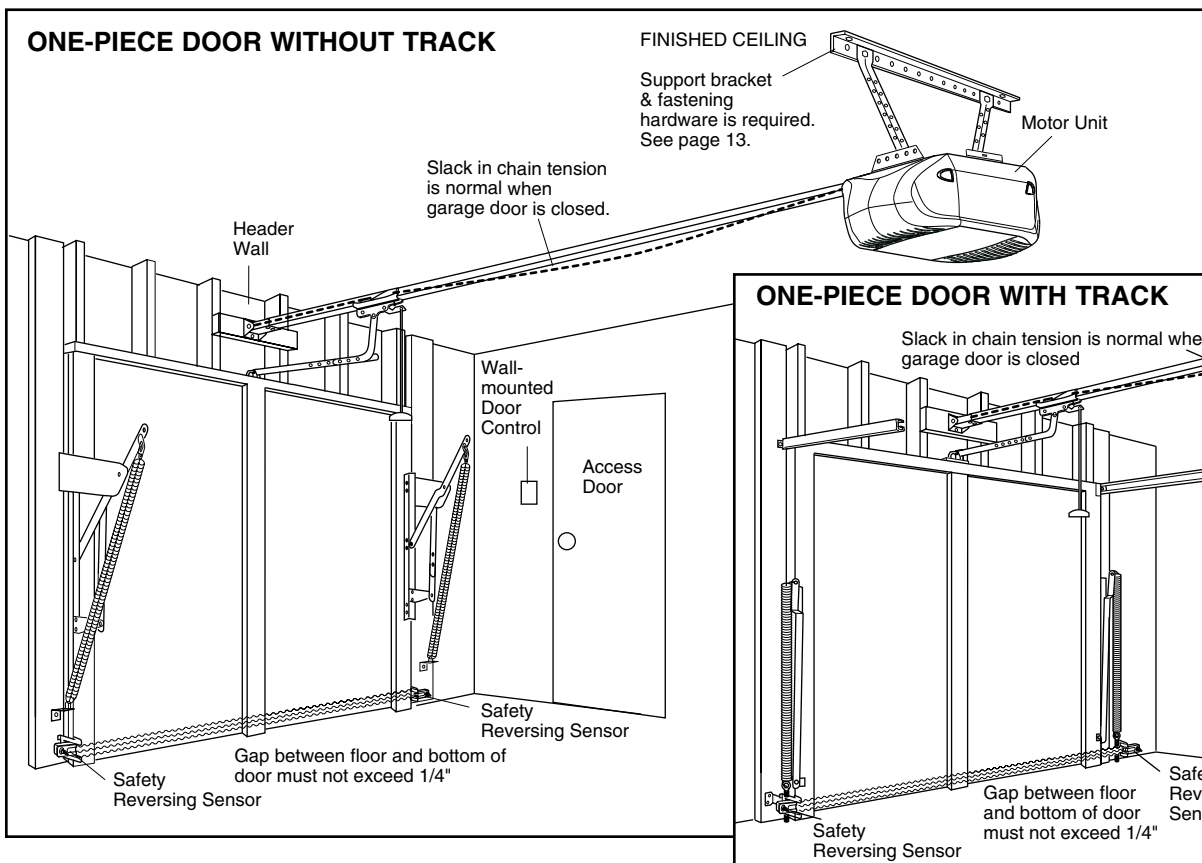 ONE-PIECE DOOR WITHOUT TRACK
FINISHED CEILING
Support bracket
& fastening
hardware is required.
See page 13.
Motor Unit
Slack in chain tension
is normal when
garage door is closed.
Header
Wall
Wall-
mounted
Door
Control
Access
Door
Safety
Reversing Sensor
Gap between floor and bottom of
door must not exceed 1/4"
Safety
Reversing Sensor
ONE-PIECE DOOR WITH TRACK
Slack in chain tension is normal whe
garage door is closed
Safe
Rev
Sen
Gap between floor
and bottom of door
must not exceed 1/4"
Safety
Reversing Sensor